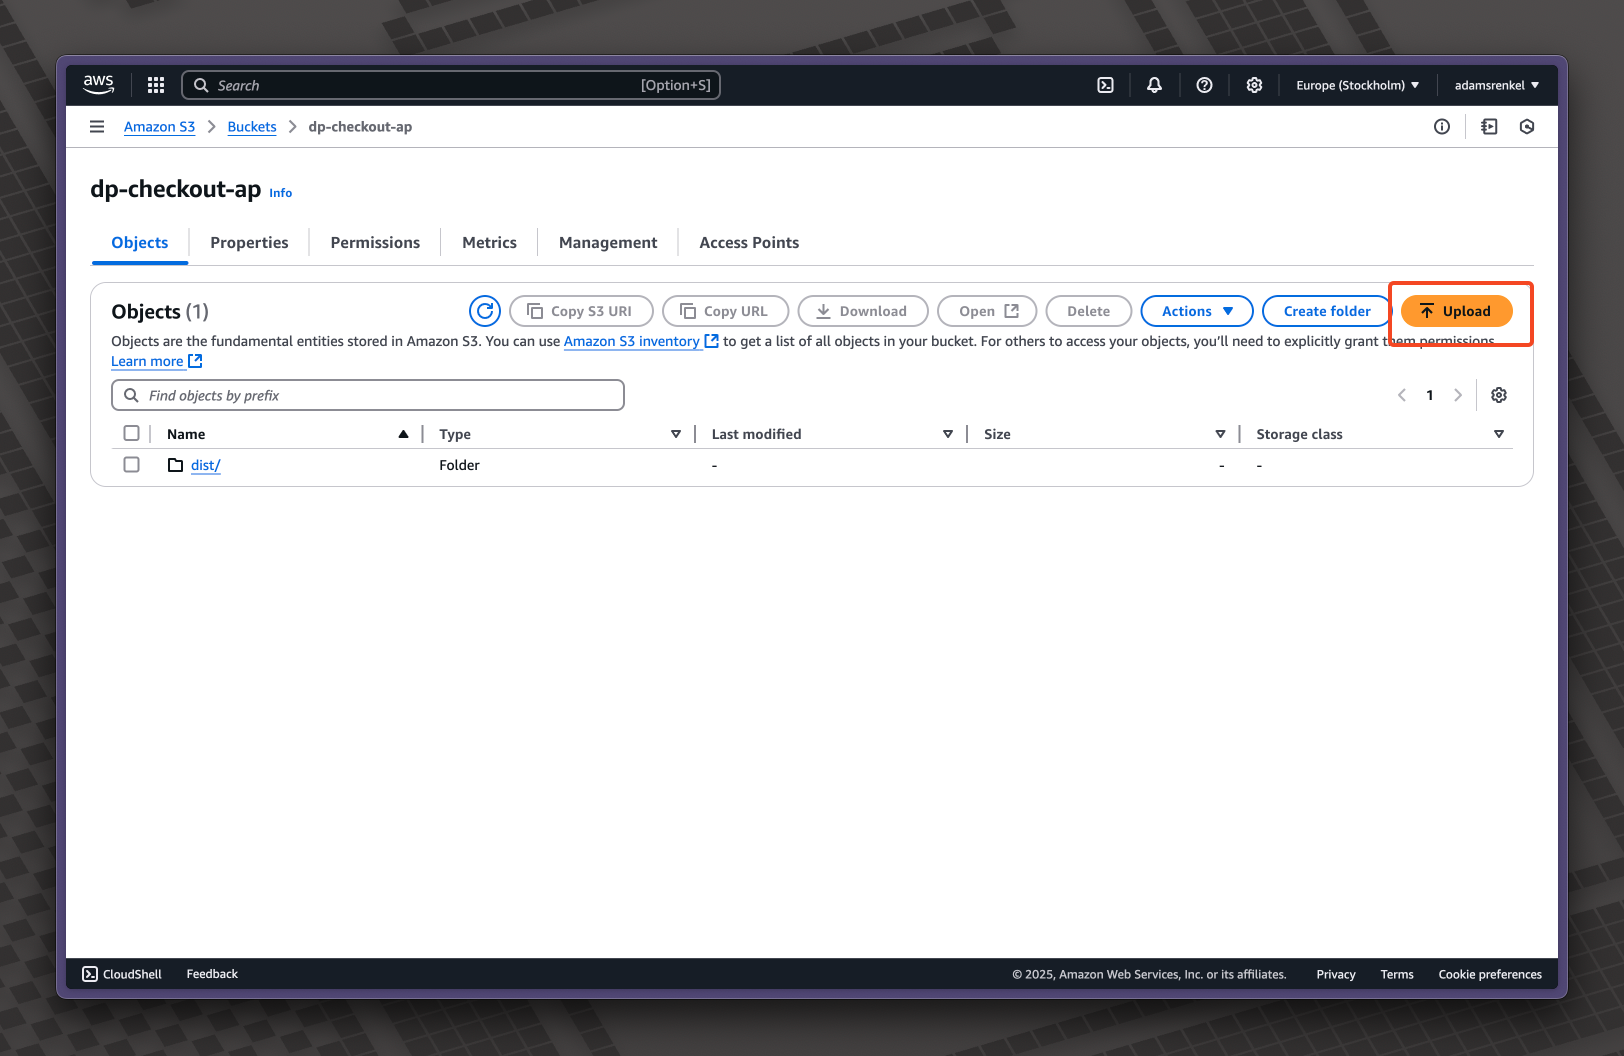 aws
Search [Option+S] Europe (Stockholm) adamsrenkel
Amazon S3 Buckets dp-checkout-ap
dp-checkout-ap Info
Objects Properties Permissions Metrics Management Access Points
Objects (1) Copy S3 URI Copy URL Download Open Delete Actions Create folder Upload
Objects are the fundamental entities stored in Amazon S3. You can use Amazon S3 inventory to get a list of all objects in your bucket. For others to access your objects, you'll need to explicitly grant them permissions.
Learn more
Find objects by prefix 1
Name Type Last modified Size Storage class
dist/ Folder - - -
CloudShell Feedback © 2025, Amazon Web Services, Inc. or its affiliates. Privacy Terms Cookie preferences